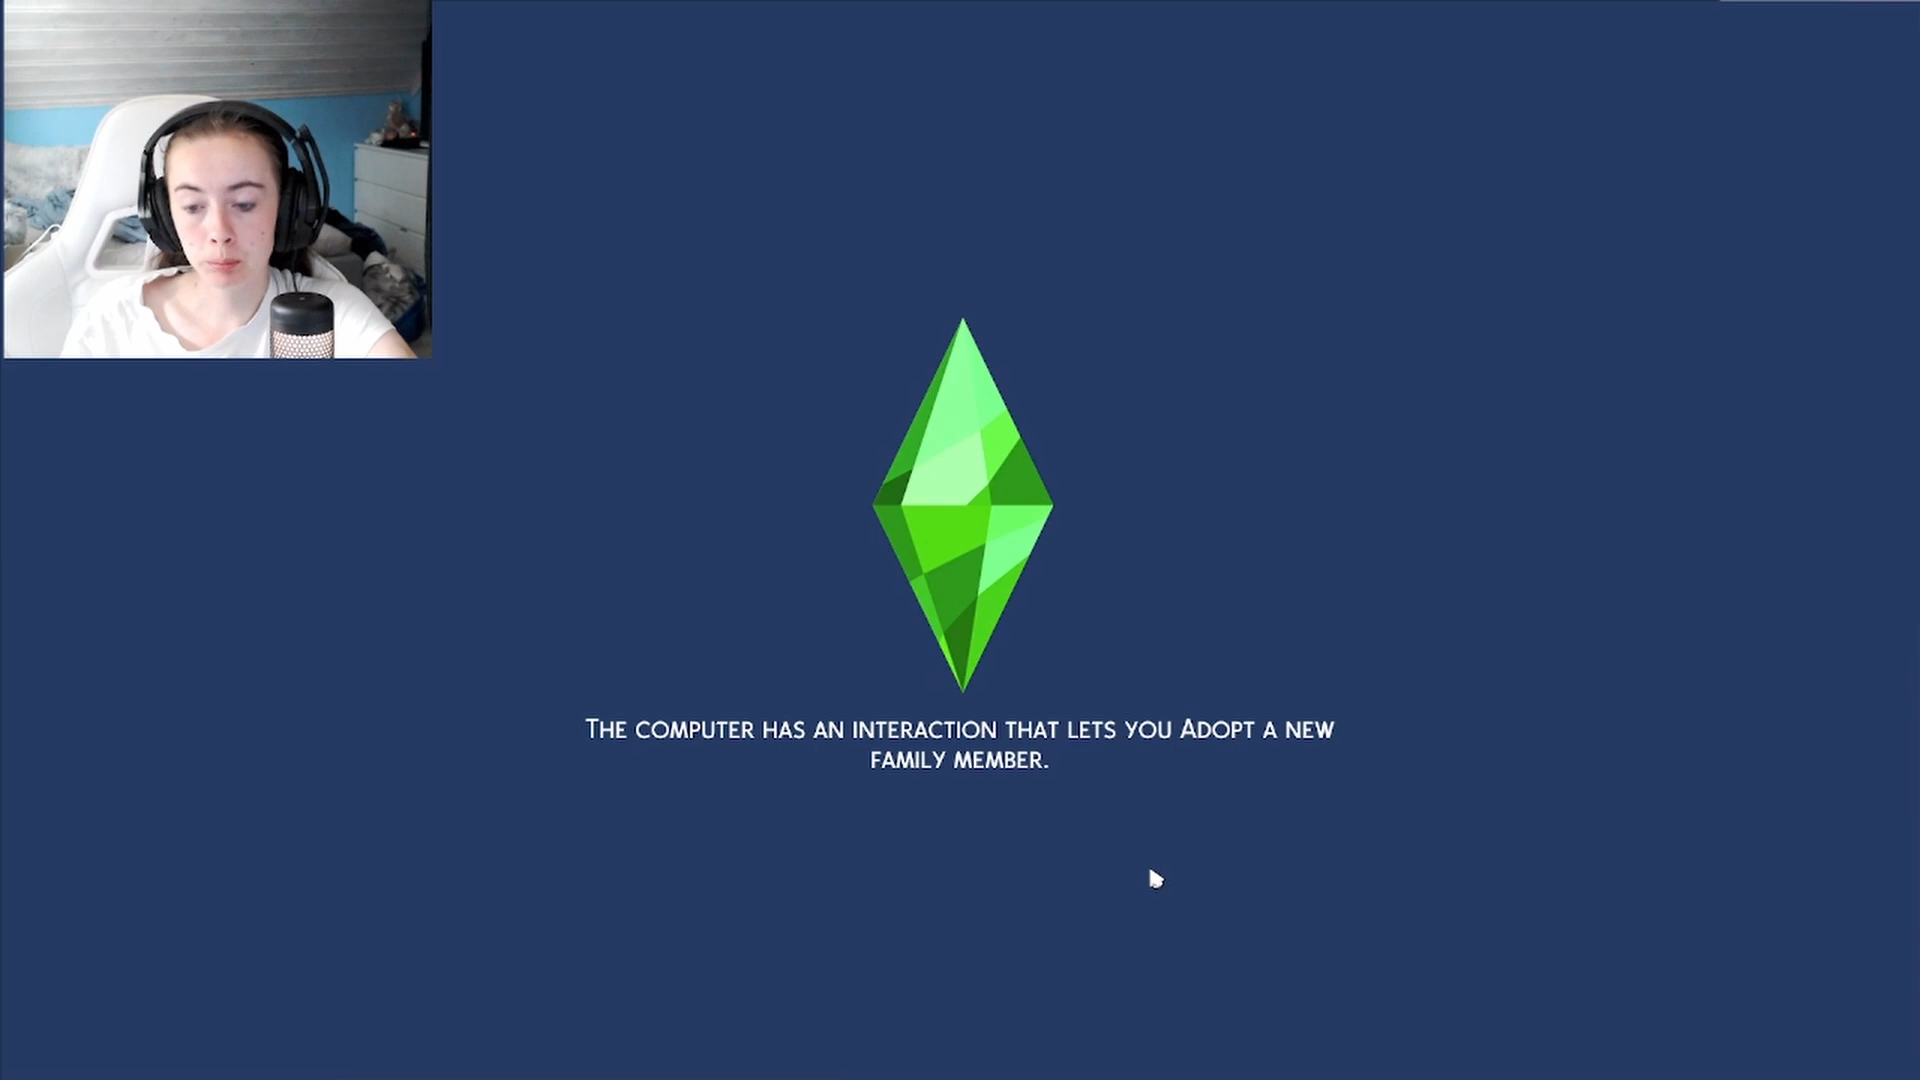 The computer has an interaction that lets you Adopt a new
family member.